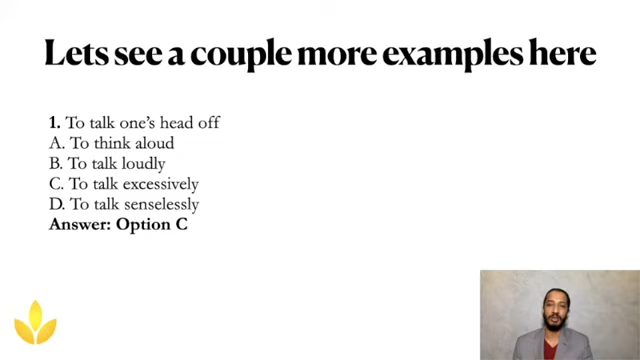 Lets see a couple more examples here
1. To talk one's head off
A. To think aloud
B. To talk loudly
C. To talk excessively
D. To talk senselessly
Answer: Option C